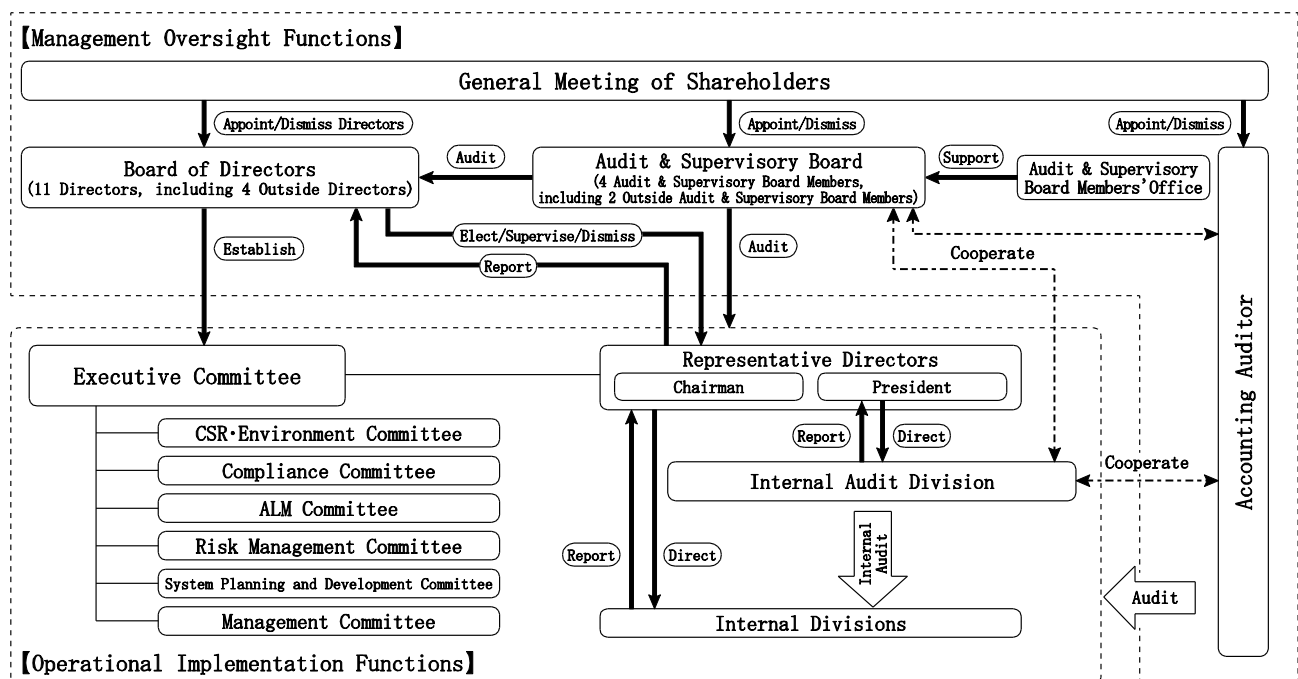 【Management Oversight Functions】
General Meeting of Shareholders
Appoint/Dismiss Directors
Appoint/Dismiss
Appoint/Dismiss
Board of Directors
(11 Directors, including 4 Outside Directors)
Audit
Audit & Supervisory Board
(4 Audit & Supervisory Board Members,
including 2 Outside Audit & Supervisory Board Members)
Support
Audit & Supervisory
Board Members' Office
Establish
Elect/Supervise/Dismiss
Report
Audit
Cooperate
Accounting Auditor
Executive Committee
Representative Directors
Chairman
President
CSR・Environment Committee
Compliance Committee
ALM Committee
Risk Management Committee
System Planning and Development Committee
Management Committee
Report
Direct
Internal Audit Division
Cooperate
Report
Direct
Internal
Audit
Audit
Internal Divisions
【Operational Implementation Functions】